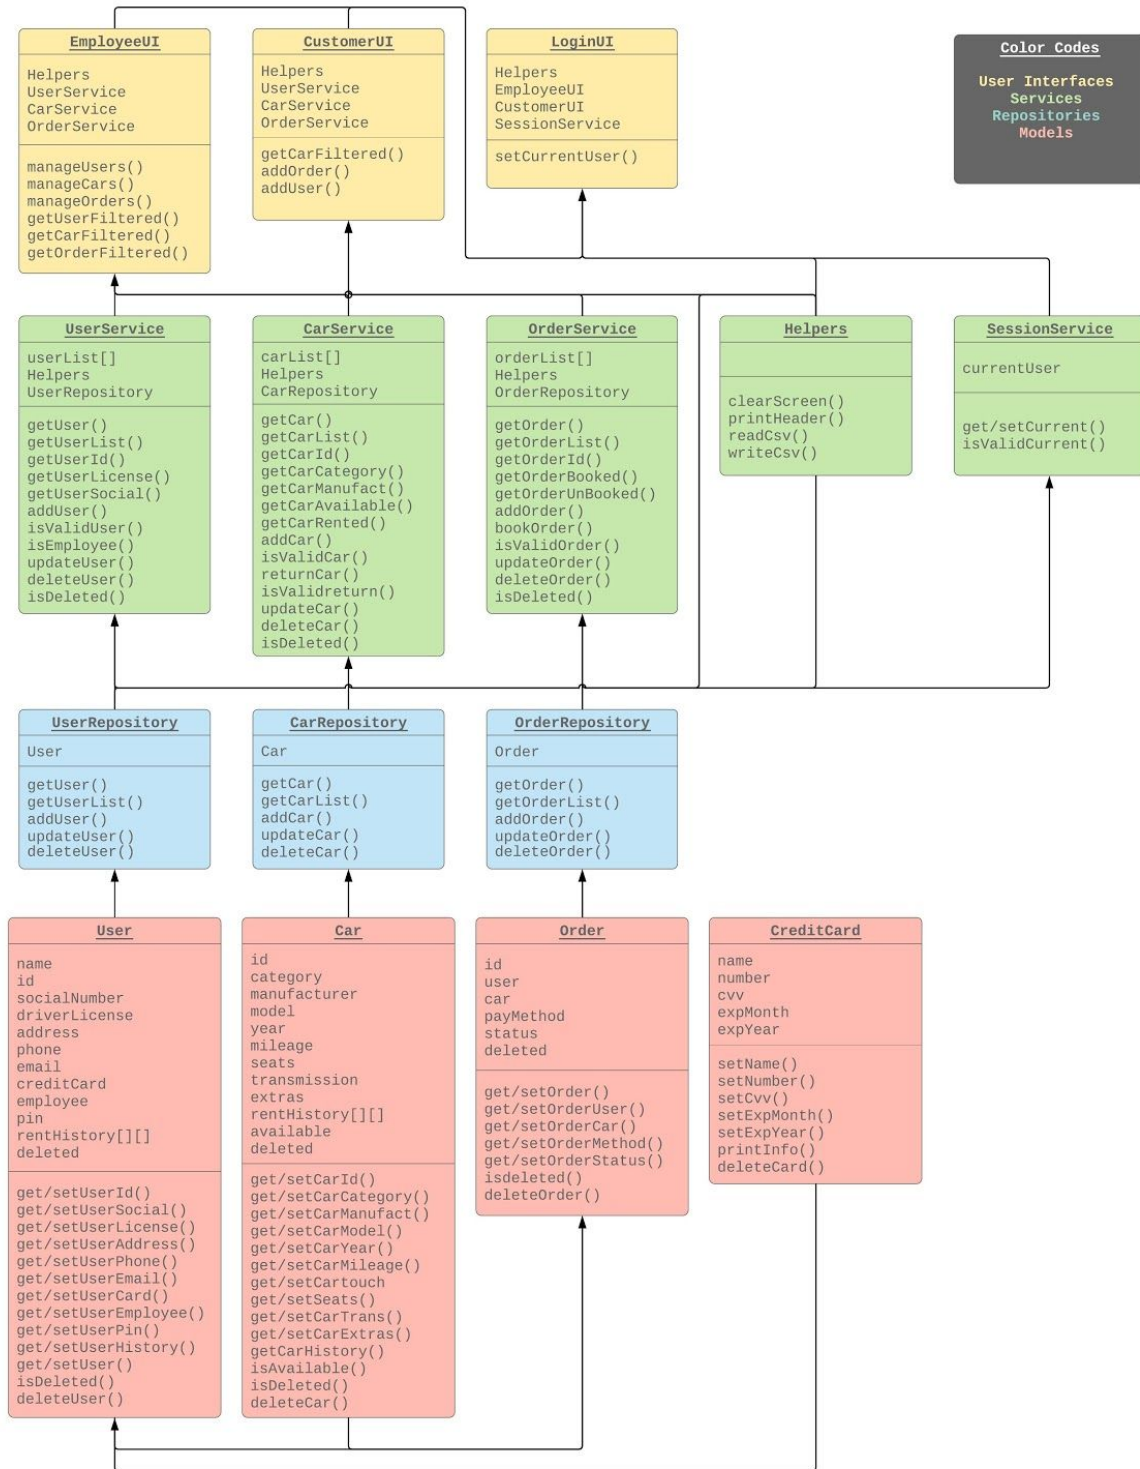 EmployeeUI
Helpers
UserService
CarService
OrderService
manageUsers()
manageCars()
manageOrders()
getUserFiltered()
getCarFiltered()
getOrderFiltered()
CustomerUI
Helpers
UserService
CarService
OrderService
getCarFiltered()
addOrder()
addUser()
LoginUI
Helpers
EmployeeUI
CustomerUI
SessionService
setCurrentUser()
Color Codes
User Interfaces
Services
Repositories
Models
UserService
userList[]
Helpers
UserRepository
getUser()
getUserList()
getUserId()
getUserLicense()
getUserSocial()
addUser()
isValidUser()
isEmployee()
updateUser()
deleteUser()
isDeleted()
CarService
carList[]
Helpers
CarRepository
getCar()
getCarList()
getCarId()
getCarCategory()
getCarManufact()
getCarAvailable()
getCarRented()
addCar()
isValidCar()
returnCar()
isValidreturn()
updateCar()
deleteCar()
isDeleted()
OrderService
orderList[]
Helpers
OrderRepository
getOrder()
getOrderList()
getOrderId()
getOrderBooked()
getOrderUnBooked()
addOrder()
bookOrder()
isValidOrder()
updateOrder()
deleteOrder()
isDeleted()
Helpers
clearScreen()
printHeader()
readCsv()
writeCsv()
SessionService
currentUser
get/setCurrent()
isValidCurrent()
UserRepository
User
getUser()
getUserList()
addUser()
updateUser()
deleteUser()
CarRepository
Car
getCar()
getCarList()
addCar()
updateCar()
deleteCar()
OrderRepository
Order
getOrder()
getOrderList()
addOrder()
updateOrder()
deleteOrder()
User
name
id
socialNumber
driverLicense
address
phone
email
creditCard
employee
pin
rentHistory[][]
deleted
get/setUserId()
get/setUserSocial()
get/setUserLicense()
get/setUserAddress()
get/setUserPhone()
get/setUserEmail()
get/setUserCard()
get/setUserEmployee()
get/setUserPin()
get/setUserHistory()
get/setUser()
isDeleted()
deleteUser()
Car
id
category
manufacturer
model
year
mileage
seats
transmission
extras
rentHistory[][]
available
deleted
get/setCarId()
get/setCarCategory()
get/setCarManufact()
get/setCarModel()
get/setCarYear()
get/setCarMileage()
get/setCartouch
get/setSeats()
get/setCarTrans()
get/setCarExtras()
getCarHistory()
isAvailable()
isDeleted()
deleteCar()
Order
id
user
car
payMethod
status
deleted
get/setOrder()
get/setOrderUser()
get/setOrderCar()
get/setOrderMethod()
get/setOrderStatus()
isdeleted()
deleteOrder()
CreditCard
name
number
cvv
expMonth
expYear
setName()
setNumber()
setCvv()
setExpMonth()
setExpYear()
printInfo()
deleteCard()